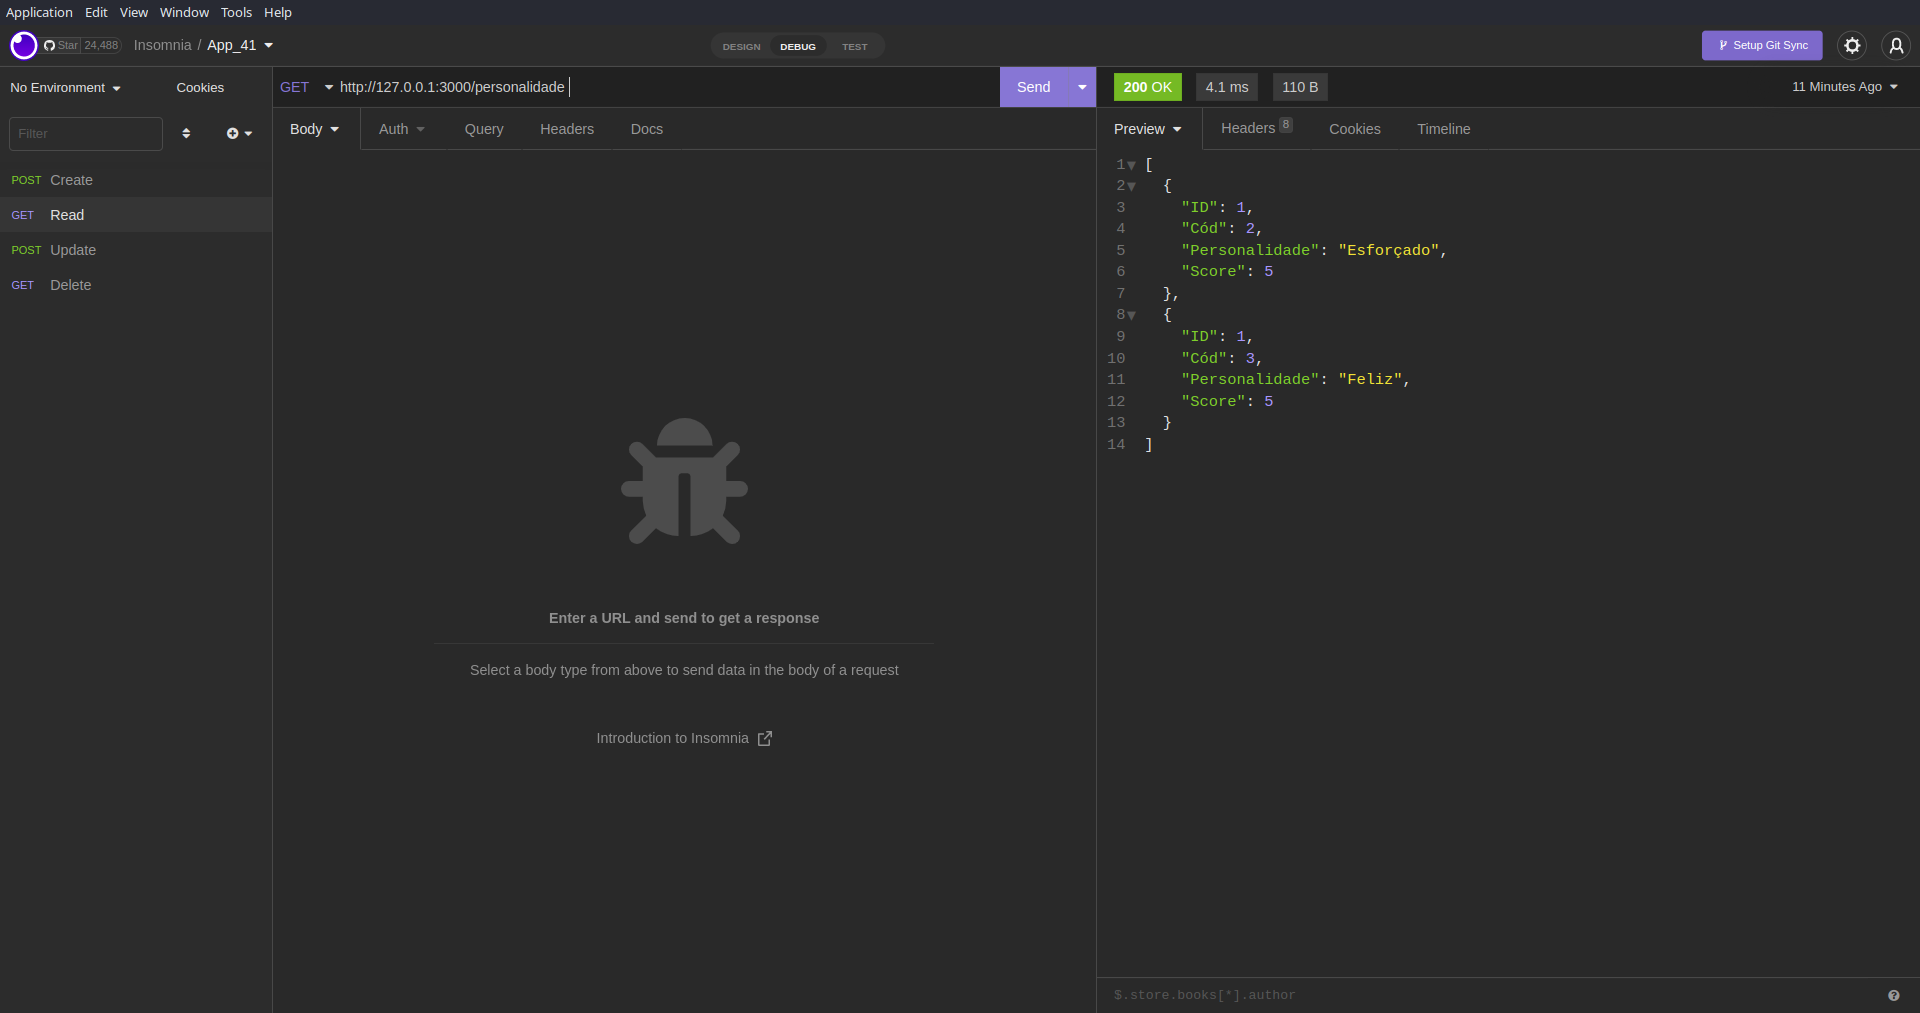 Application Edit View Window Tools Help
Star 24,488 Insomnia / App_41
DESIGN DEBUG TEST
Setup Git Sync
No Environment Cookies
Filter
POST Create
GET Read
POST Update
GET Delete
GET http://127.0.0.1:3000/personalidade
Send
Body Auth Query Headers Docs
Enter a URL and send to get a response
Select a body type from above to send data in the body of a request
Introduction to Insomnia
200 OK 4.1 ms 110 B
11 Minutes Ago
Preview Headers 8 Cookies Timeline
1 [
2 {
3 "ID": 1,
4 "Cód": 2,
5 "Personalidade": "Esforçado",
6 "Score": 5
7 },
8 {
9 "ID": 1,
10 "Cód": 3,
11 "Personalidade": "Feliz",
12 "Score": 5
13 }
14 ]
$.store.books[*].author